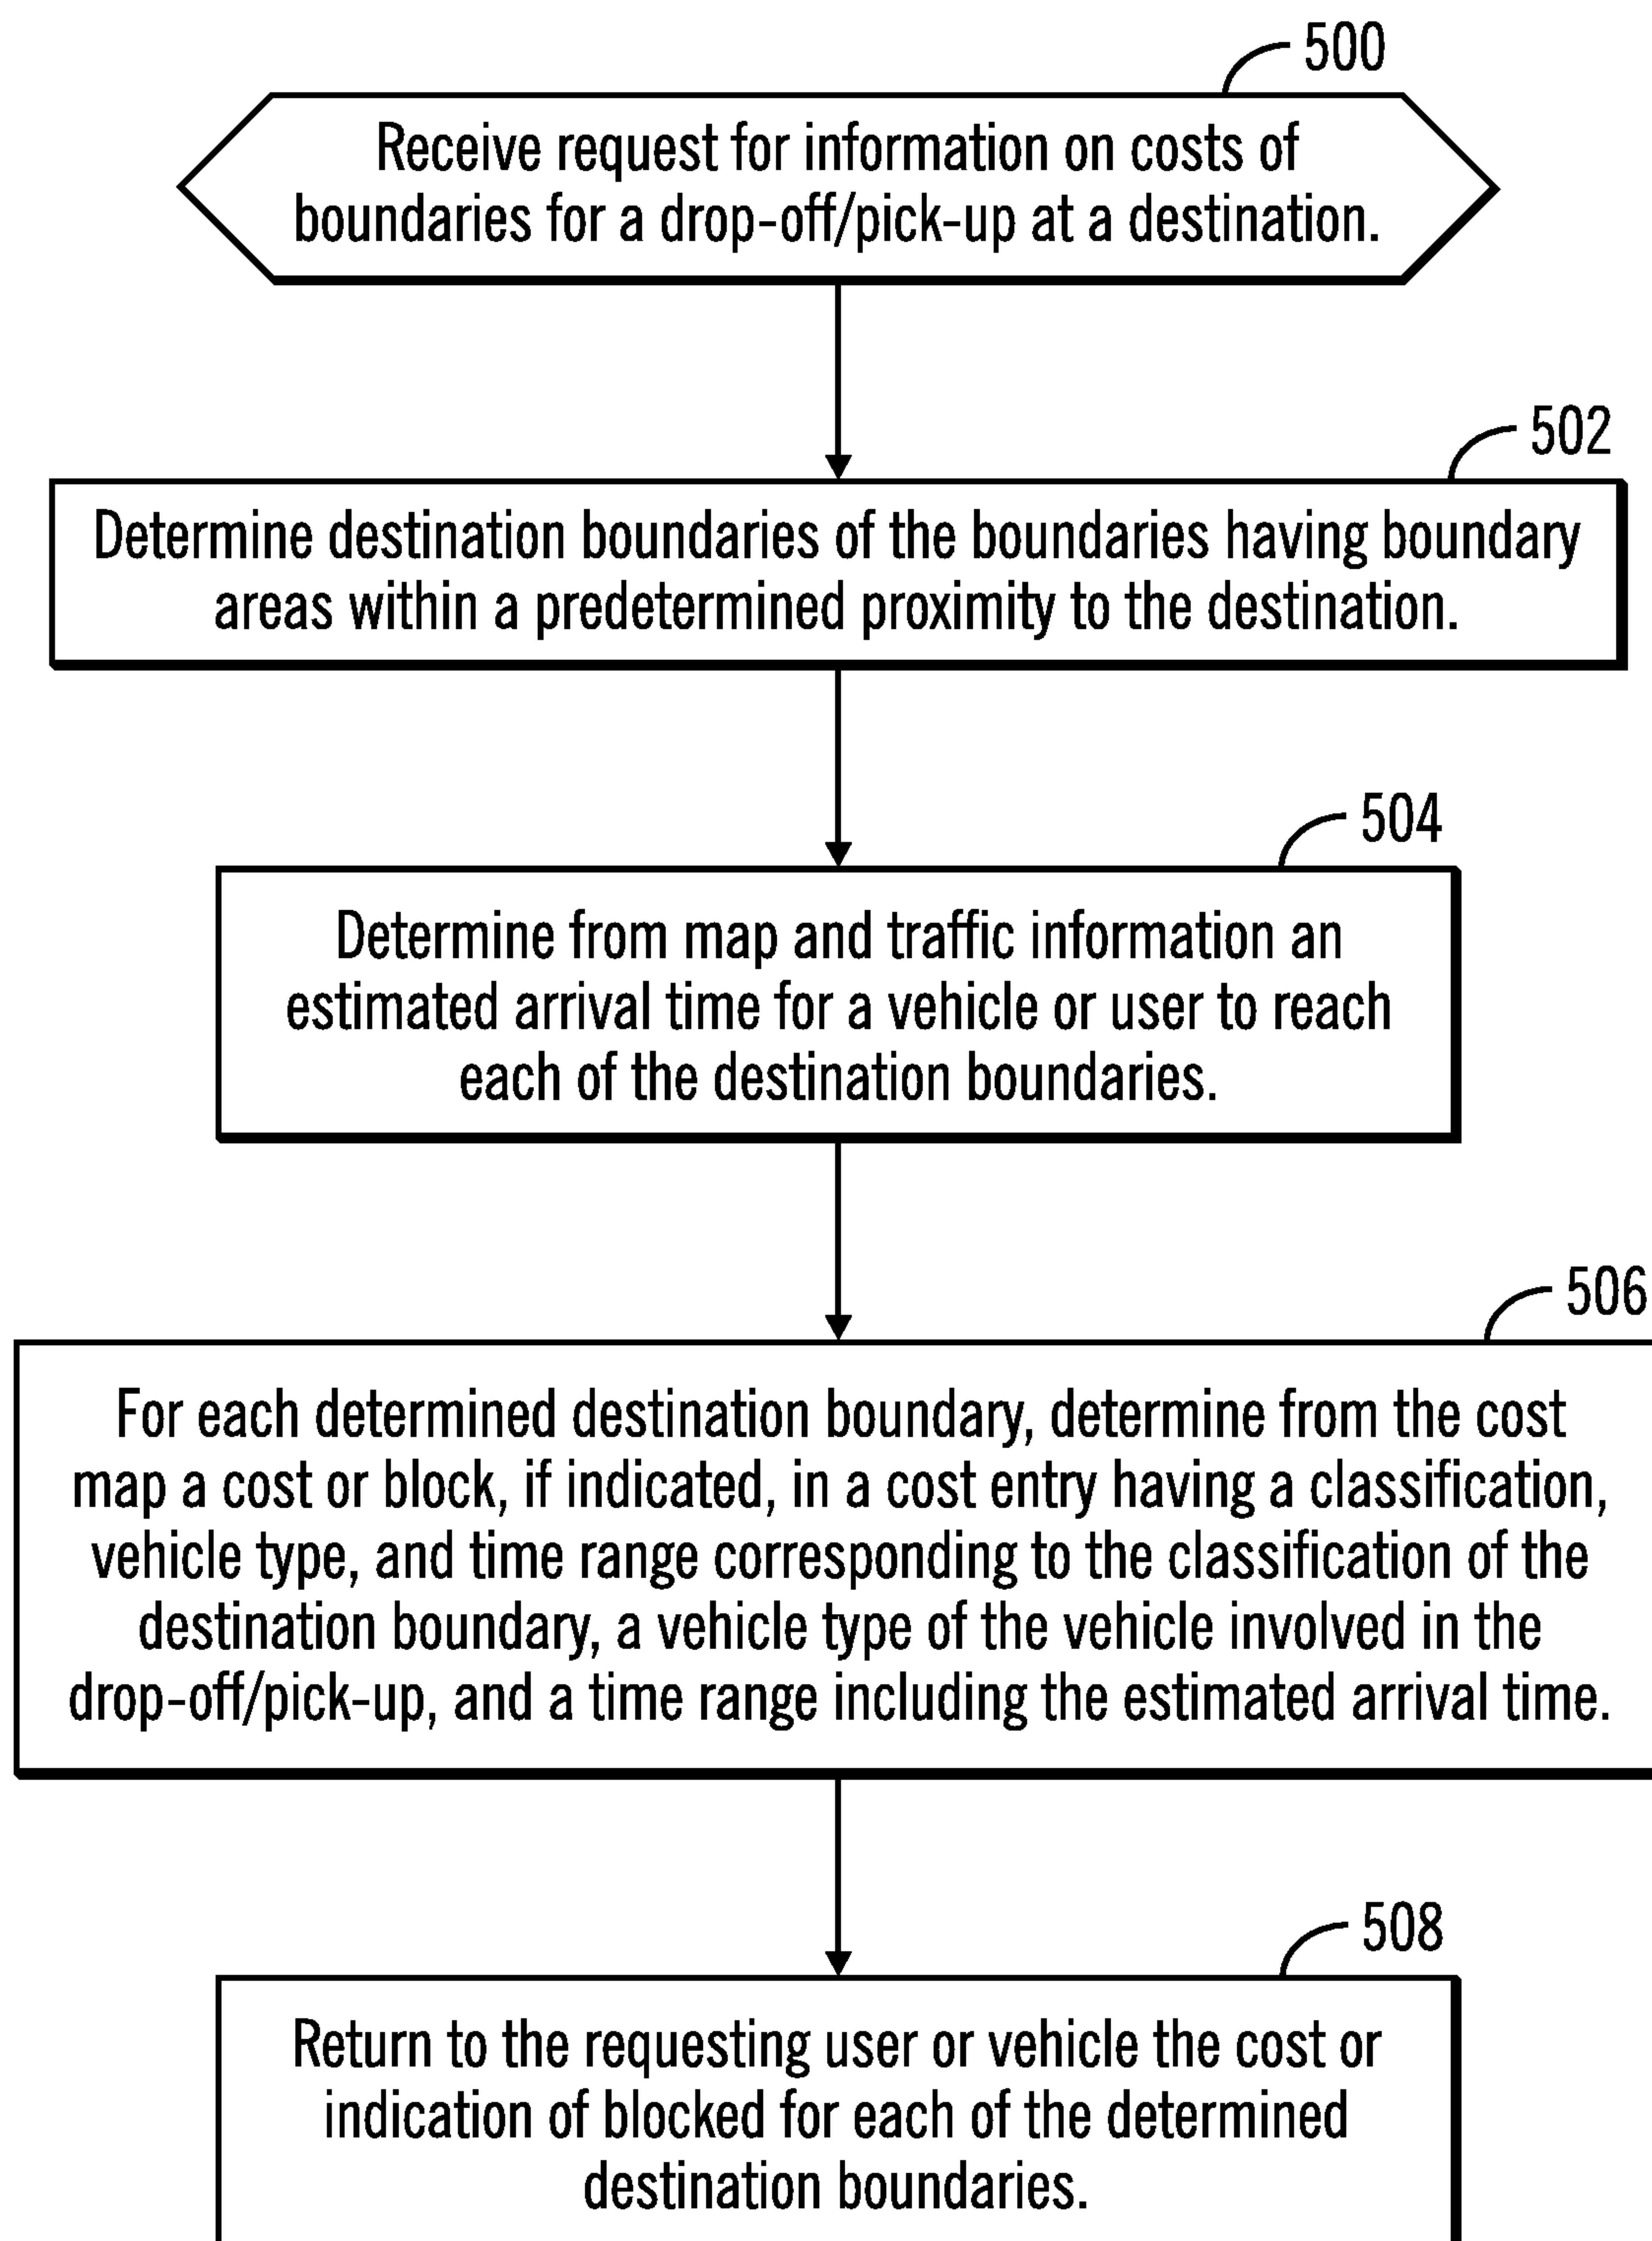 500
Receive request for information on costs of
boundaries for a drop-off/pick-up at a destination.
502
Determine destination boundaries of the boundaries having boundary
areas within a predetermined proximity to the destination.
504
Determine from map and traffic information an
estimated arrival time for a vehicle or user to reach
each of the destination boundaries.
506
For each determined destination boundary, determine from the cost
map a cost or block, if indicated, in a cost entry having a classification,
vehicle type, and time range corresponding to the classification of the
destination boundary, a vehicle type of the vehicle involved in the
drop-off/pick-up, and a time range including the estimated arrival time.
508
Return to the requesting user or vehicle the cost or
indication of blocked for each of the determined
destination boundaries.